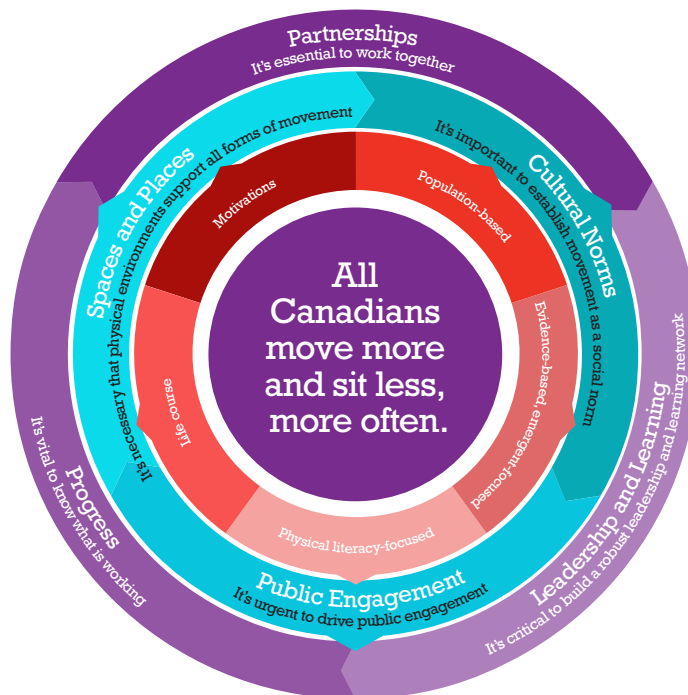 Partnerships
It's essential to work together
Cultural Norms
It's important to establish movement as a social norm
Spaces and Places
It's necessary that physical environments support all forms of movement
Motivations
Population-based
All
Canadians
move more
and sit less,
more often.
Evidence-based, emergent-focused
Life course
Physical literacy-focused
Public Engagement
It's urgent to drive public engagement
Leadership and Learning
It's critical to build a robust leadership and learning network
Progress
It's vital to know what is working